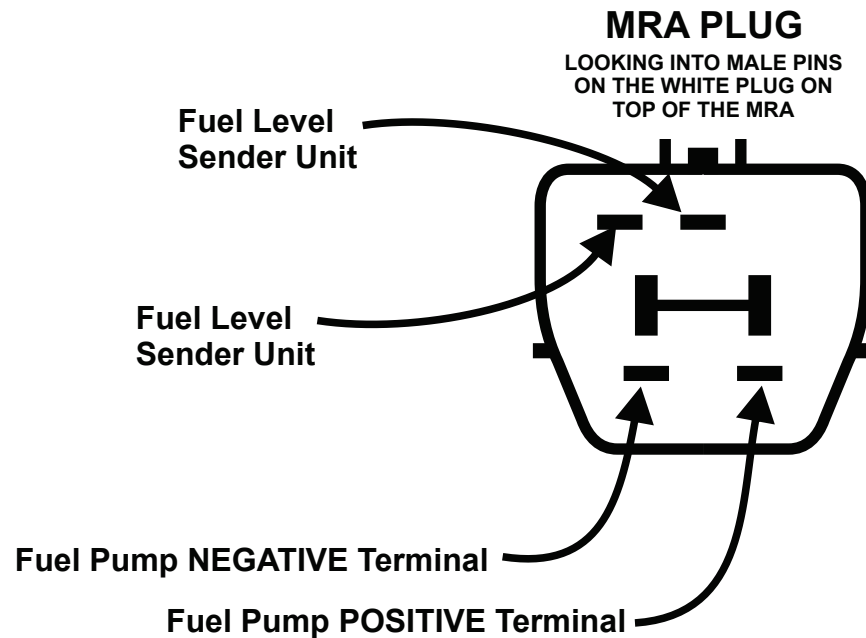 MRA PLUG
LOOKING INTO MALE PINS
ON THE WHITE PLUG ON
TOP OF THE MRA
Fuel Level
Sender Unit
Fuel Level
Sender Unit
Fuel Pump NEGATIVE Terminal
Fuel Pump POSITIVE Terminal